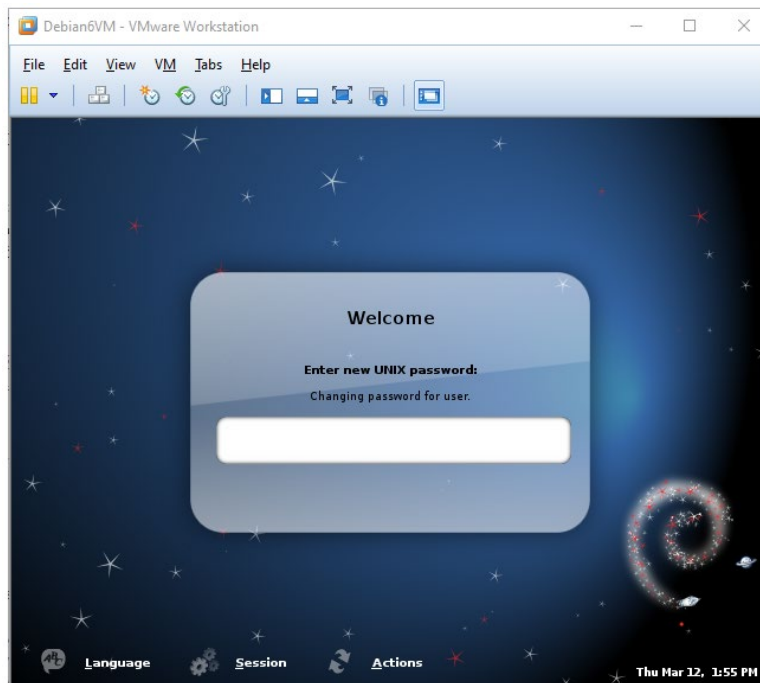 Debian6VM - VMware Workstation
File Edit View VM Tabs Help
Welcome
Enter new UNIX password:
Changing password for user.
Language Session Actions
Thu Mar 12, 1:55 PM